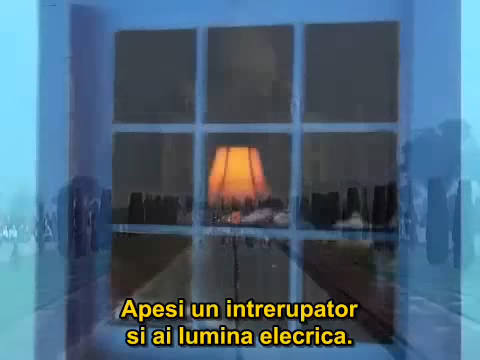 Apesi un intrerupator
si ai lumina elecrica.